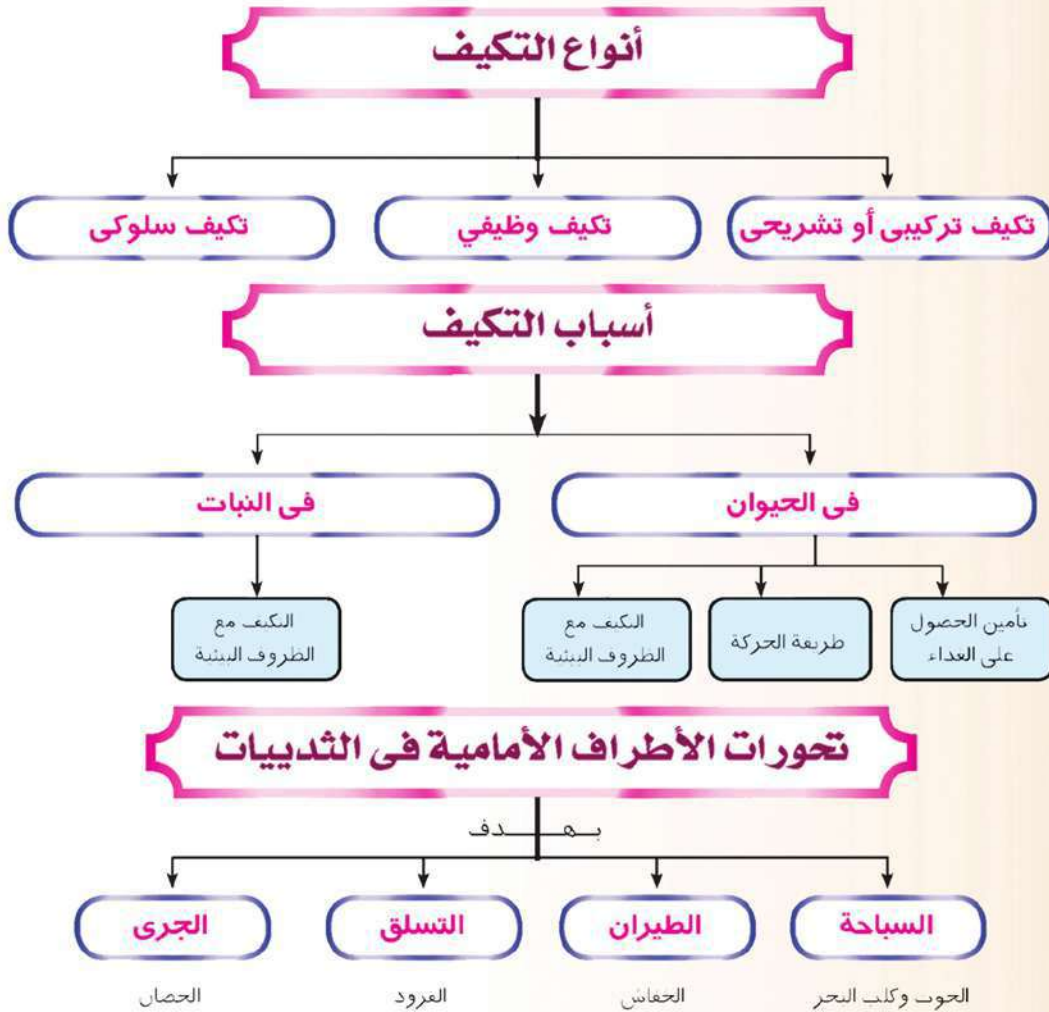 أنواع التكيف
تكيف تركيبى أو تشريحى
تكيف وظيفي
تكيف سلوكى
أسباب التكيف
فى الحيوان
فى النبات
تأمين الحصول
على الغذاء
طريقة الحركة
التكيف مع
الظروف البيئية
التكيف مع
الظروف البيئية
تحورات الأطراف الأمامية فى الثدييات
بهدف
السباحة
الطيران
التسلق
الجرى
الحوت وكلب البحر
الخفاش
القرود
الحصان